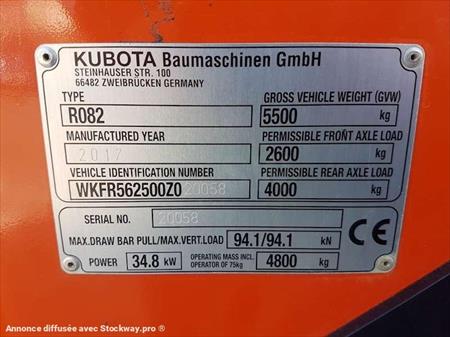 KUBOTA Baumaschinen GmbH
STEINHAUSER STR. 100
66482 ZWEIBRÜCKEN GERMANY
TYPE
R082
GROSS VEHICLE WEIGHT (GVW)
5500 kg
MANUFACTURED YEAR
2017
PERMISSIBLE FRONT AXLE LOAD
2600 kg
VEHICLE IDENTIFICATION NUMBER
WKFR562500Z020058
PERMISSIBLE REAR AXLE LOAD
4000 kg
SERIAL NO. 20058
CE
MAX.DRAW BAR PULL/MAX.VERT.LOAD 94.1/94.1 kN
POWER 34.8 kW
OPERATING MASS INCL.
OPERATOR OF 75kg
4800 kg
Annonce diffusée avec Stockway.pro ®